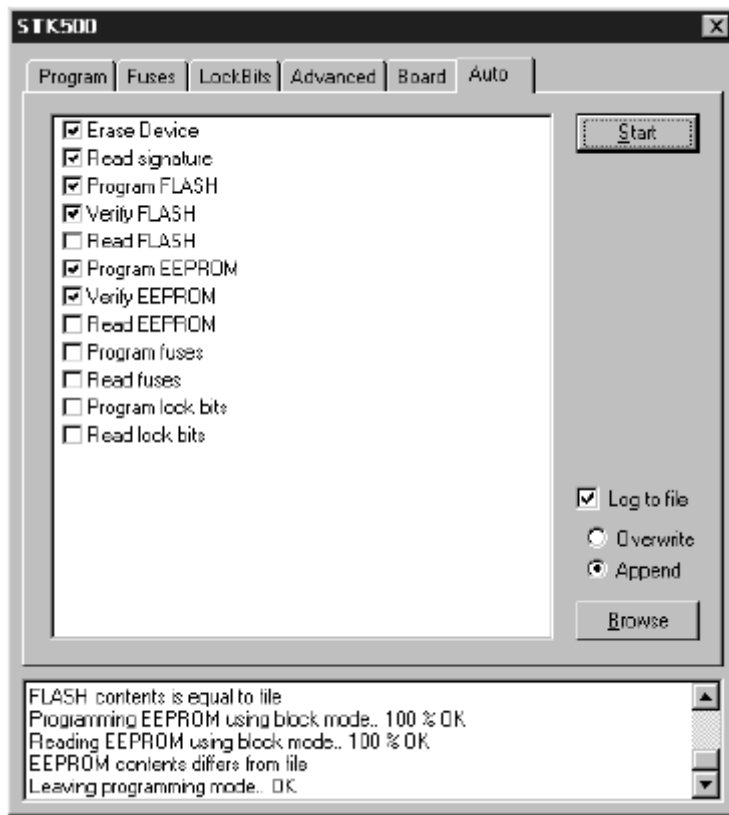 STK500
Program Fuses LockBits Advanced Board Auto
Erase Device
Read signature
Program FLASH
Verify FLASH
Read FLASH
Program EEPROM
Verify EEPROM
Read EEPROM
Program fuses
Read fuses
Program lock bits
Read lock bits
Start
Log to file
Overwrite
Append
Browse
FLASH contents is equal to file
Programming EEPROM using block mode.. 100 % OK
Reading EEPROM using block mode.. 100 % OK
EEPROM contents differs from file
Leaving programming mode.. OK